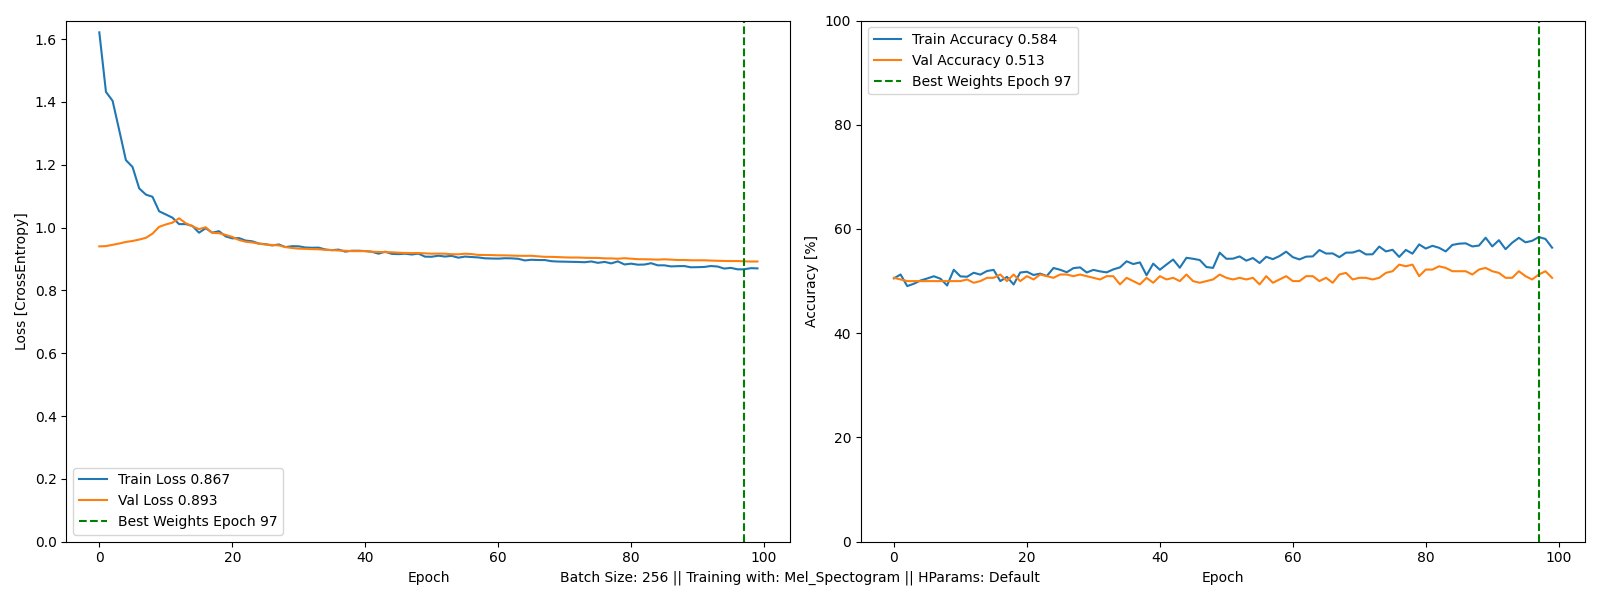 1.6
1.4
1.2
1.0
0.8
0.6
0.4
0.2
0.0
Loss [CrossEntropy]
Train Loss 0.867
Val Loss 0.893
Best Weights Epoch 97
0 20 40 60 80 100
Epoch
100
80
60
40
20
0
Accuracy [%]
Train Accuracy 0.584
Val Accuracy 0.513
Best Weights Epoch 97
0 20 40 60 80 100
Epoch
Batch Size: 256 || Training with: Mel_Spectogram || HParams: Default